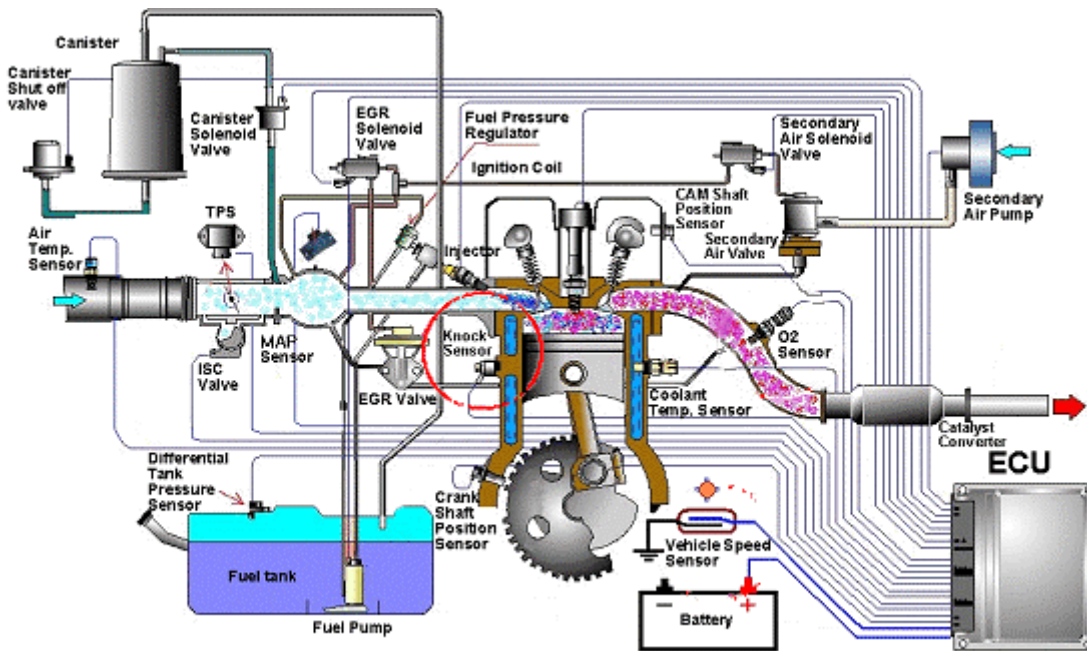 Canister
Canister
Shut off
valve
Canister
Solenoid
Valve
EGR
Solenoid
Valve
Fuel Pressure
Regulator
Ignition Coil
Secondary
Air Solenoid
Valve
CAM Shaft
Position
Sensor
Secondary
Air Pump
Secondary
Air Valve
TPS
Air
Temp.
Sensor
Injector
MAP
Sensor
ISC
Valve
Knock
Sensor
EGR Valve
O2
Sensor
Coolant
Temp. Sensor
Catalyst
Converter
ECU
Differential
Tank
Pressure
Sensor
Crank
Shaft
Position
Sensor
Vehicle Speed
Sensor
Fuel tank
Fuel Pump
− +
Battery